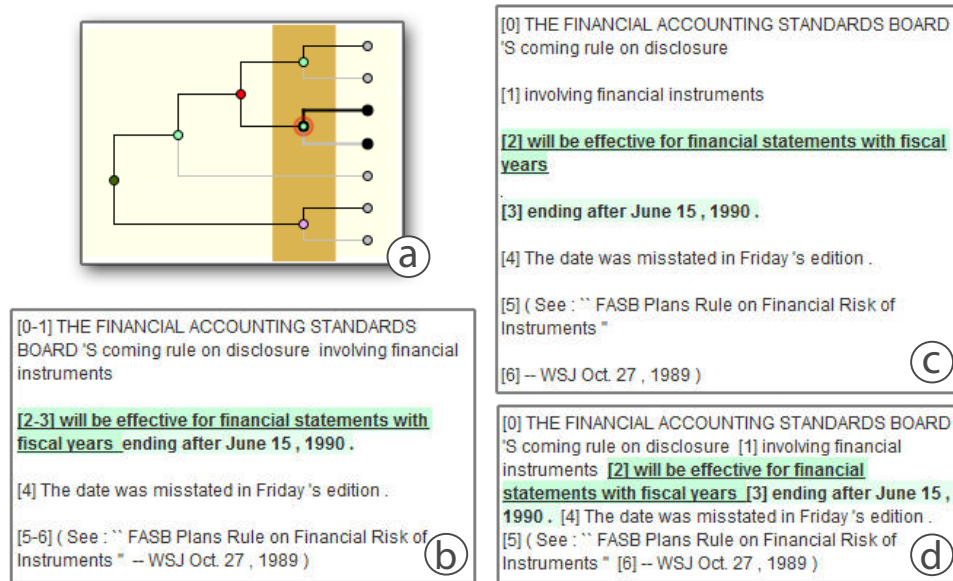 a
[0-1] THE FINANCIAL ACCOUNTING STANDARDS
BOARD 'S coming rule on disclosure involving financial
instruments
[2-3] will be effective for financial statements with
fiscal years ending after June 15 , 1990 .
[4] The date was misstated in Friday 's edition .
[5-6] ( See : `` FASB Plans Rule on Financial Risk of
Instruments '' -- WSJ Oct. 27 , 1989 )
b
[0] THE FINANCIAL ACCOUNTING STANDARDS BOARD
'S coming rule on disclosure
[1] involving financial instruments
[2] will be effective for financial statements with fiscal
years
.
[3] ending after June 15 , 1990 .
[4] The date was misstated in Friday 's edition .
[5] ( See : `` FASB Plans Rule on Financial Risk of
Instruments ''
[6] -- WSJ Oct. 27 , 1989 )
c
[0] THE FINANCIAL ACCOUNTING STANDARDS BOARD
'S coming rule on disclosure [1] involving financial
instruments [2] will be effective for financial
statements with fiscal years [3] ending after June 15 ,
1990 . [4] The date was misstated in Friday 's edition .
[5] ( See : `` FASB Plans Rule on Financial Risk of
Instruments '' [6] -- WSJ Oct. 27 , 1989 )
d